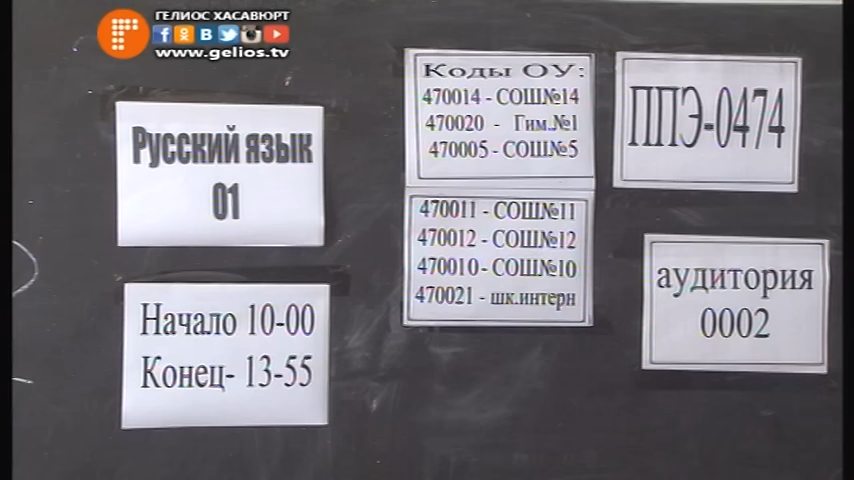 ГЕЛИОС ХАСАВЮРТ
www.gelios.tv
Русский язык
01
Начало 10-00
Конец- 13-55
Коды ОУ:
470014 - СОШ№14
470020 - Гим.№1
470005 - СОШ№5
470011 - СОШ№11
470012 - СОШ№12
470010 - СОШ№10
470021 - шк.интерн
ППЭ-0474
аудитория
0002